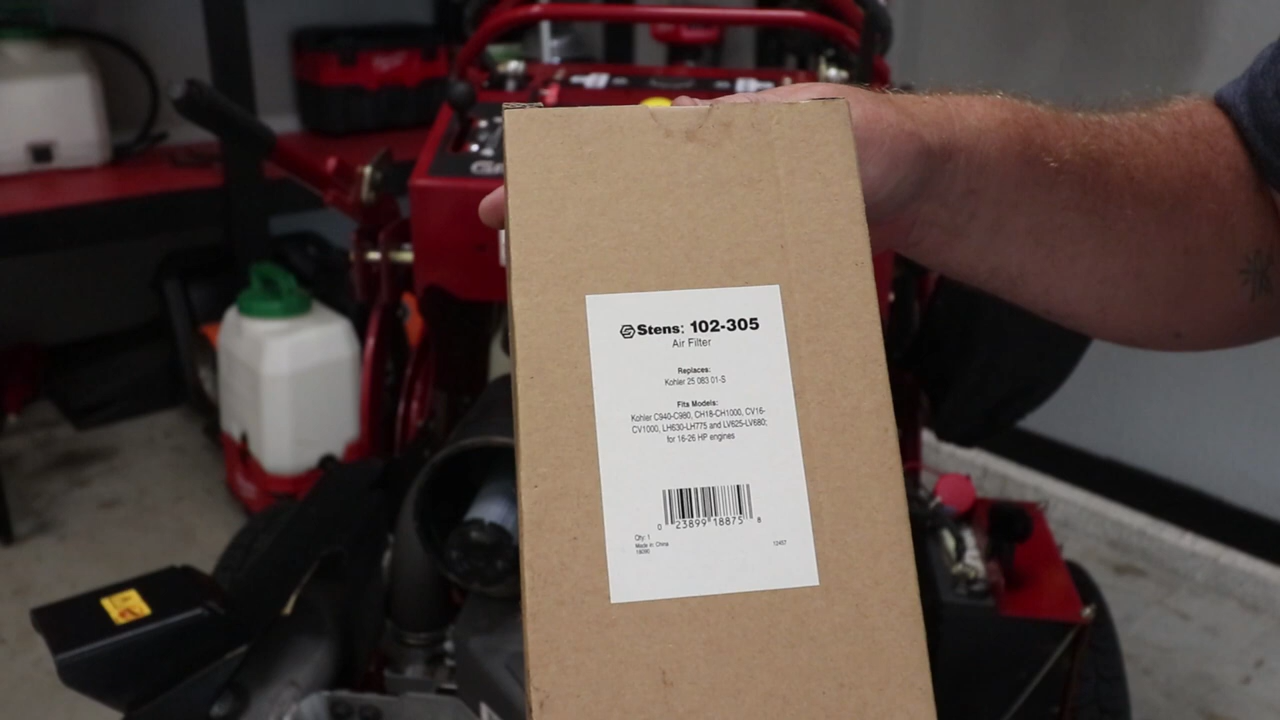 Stens: 102-305
Air Filter
Replaces:
Kohler 25 083 01-S
Fits Models:
Kohler C940-C980, CH18-CH1000, CV16-
CV1000, LH630-LH775 and LV625-LV680;
for 16-26 HP engines
0 23899 18875 8
Qty: 1
Made in China